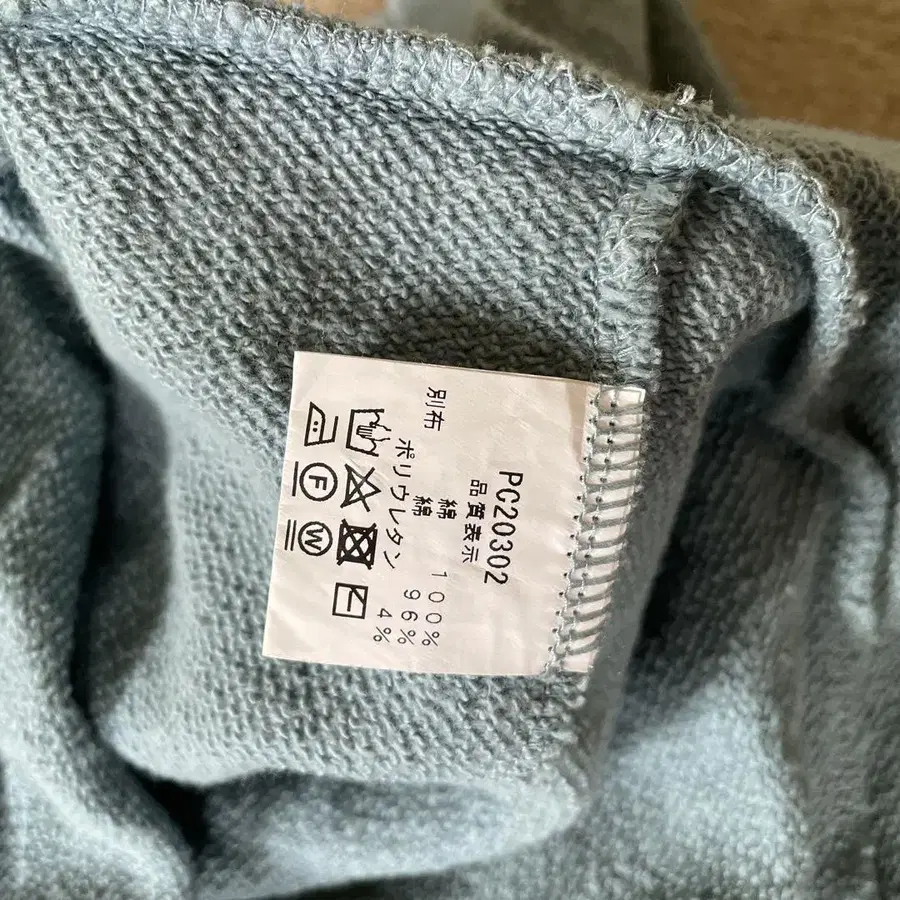 PC20302
品質表示
綿 100%
別布 綿 96%
ポリウレタン 4%
F
W